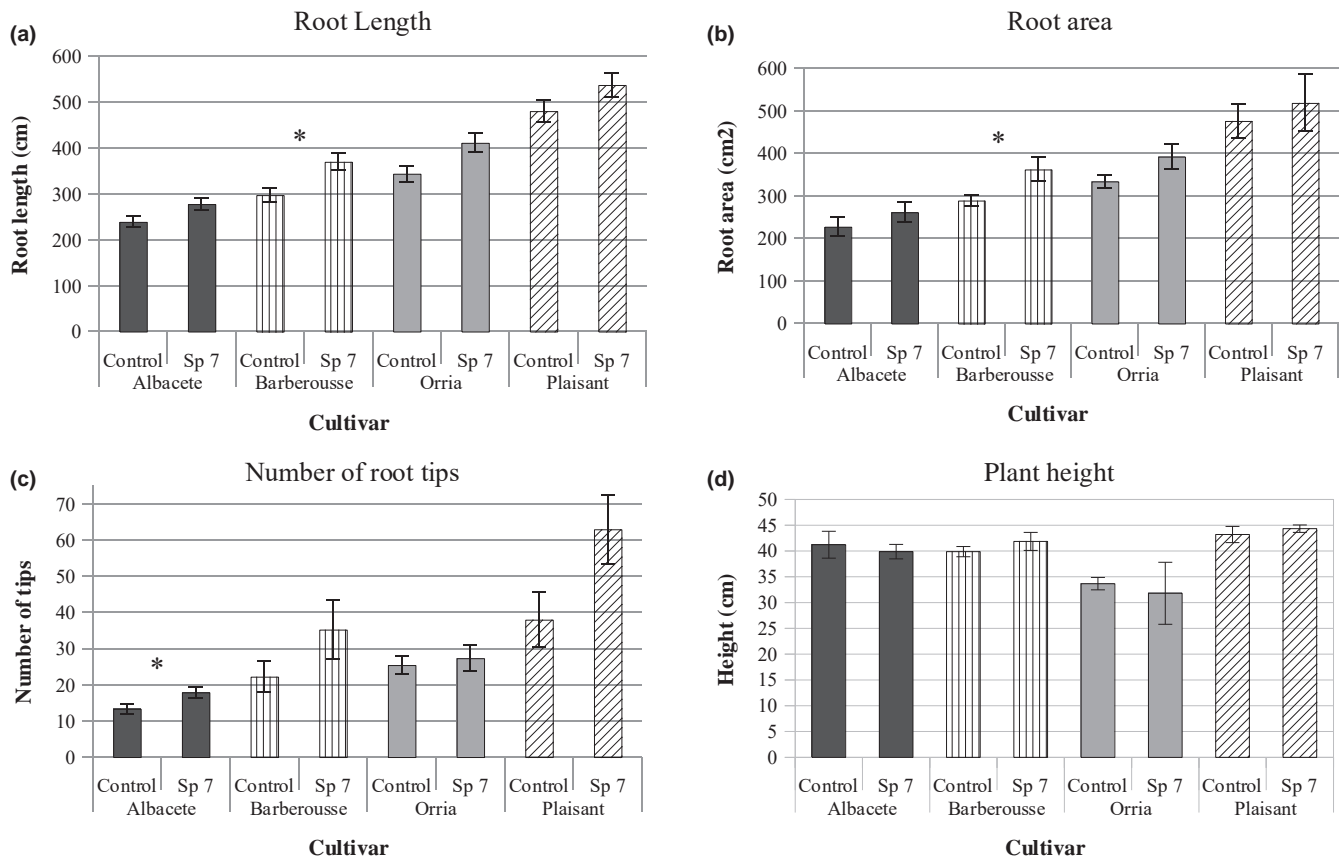 (a)
Root Length
Root length (cm)
600
500
400
300
200
100
0
*
Control Sp 7 Control Sp 7 Control Sp 7 Control Sp 7
Albacete Barberousse Orria Plaisant
Cultivar
(b)
Root area
Root area (cm2)
600
500
400
300
200
100
0
*
Control Sp 7 Control Sp 7 Control Sp 7 Control Sp 7
Albacete Barberousse Orria Plaisant
Cultivar
(c)
Number of root tips
Number of tips
70
60
50
40
30
20
10
0
*
Control Sp 7 Control Sp 7 Control Sp 7 Control Sp 7
Albacete Barberousse Orria Plaisant
Cultivar
(d)
Plant height
Height (cm)
50
45
40
35
30
25
20
15
10
5
0
Control Sp 7 Control Sp 7 Control Sp 7 Control Sp 7
Albacete Barberousse Orria Plaisant
Cultivar